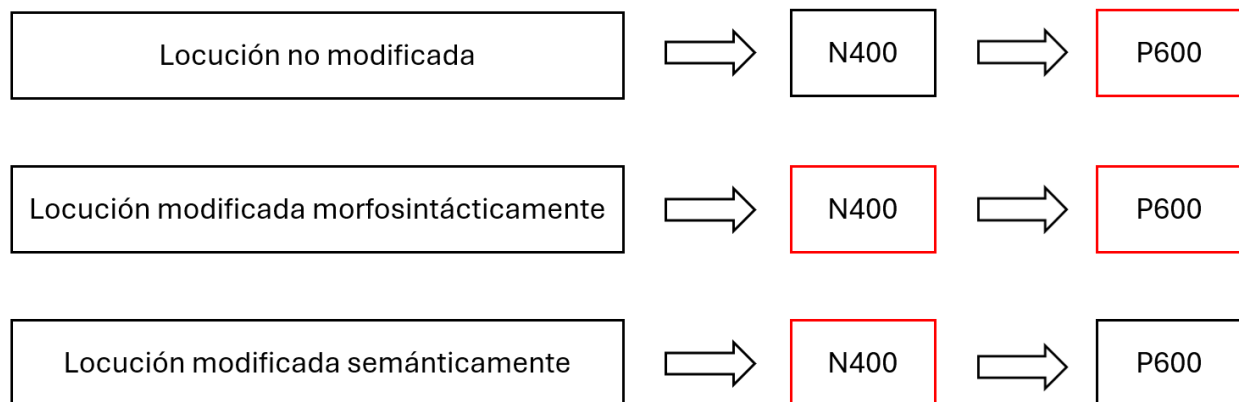 Locución no modificada N400 P600
Locución modificada morfosintácticamente N400 P600
Locución modificada semánticamente N400 P600